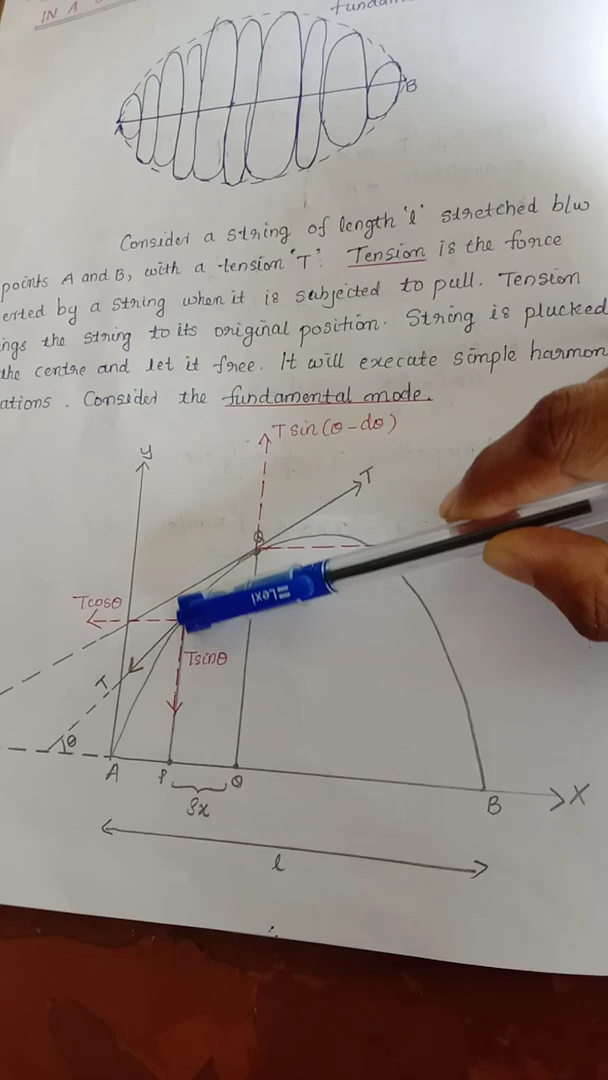 IN A
B
Consider a string of length 'l' stretched b/w
points A and B, with a tension 'T'. Tension is the force
erted by a string when it is subjected to pull. Tension
ngs the string to its original position. String is plucked
the centre and let it free. It will execute simple harmon
ations. Consider the fundamental mode.
T sin(θ - dθ)
y
T
Tcosθ
Lexi
Tsinθ
T
θ
A P Q B X
δx
l